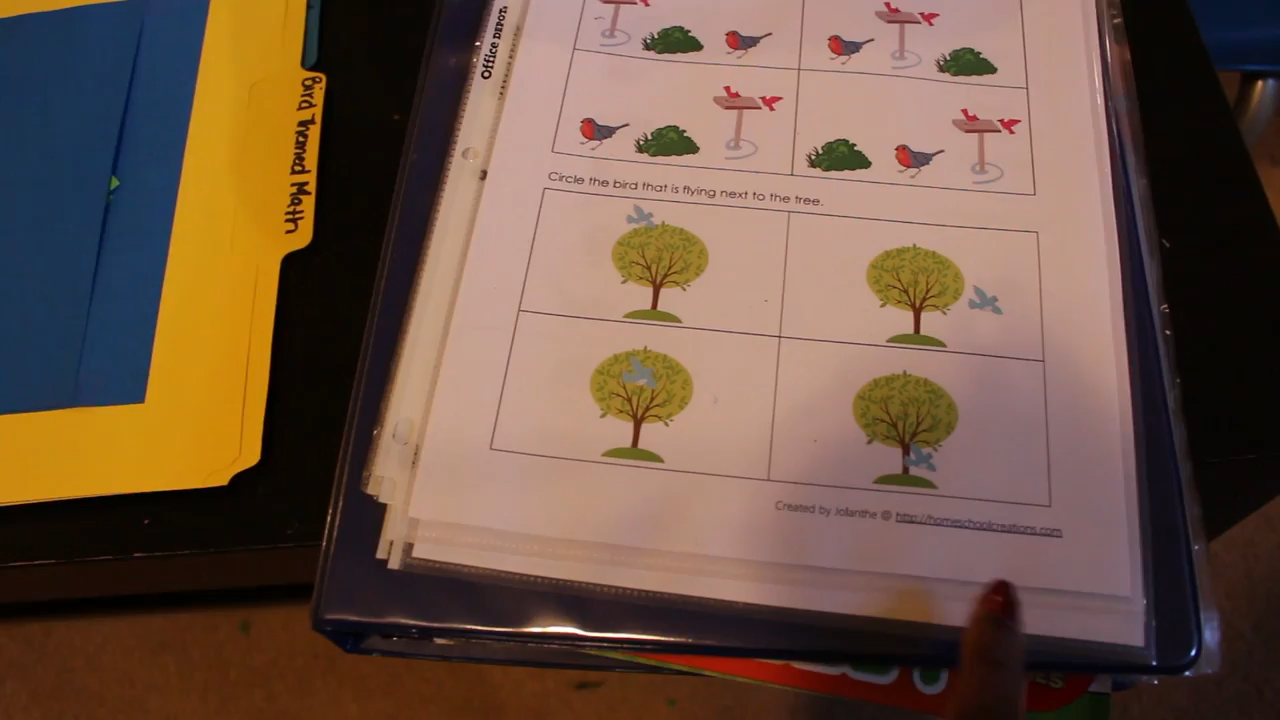 Bird Themed Math
Office DEPOT
Circle the bird that is flying next to the tree.
Created by Jolanthe @ http://homeschoolcreations.com